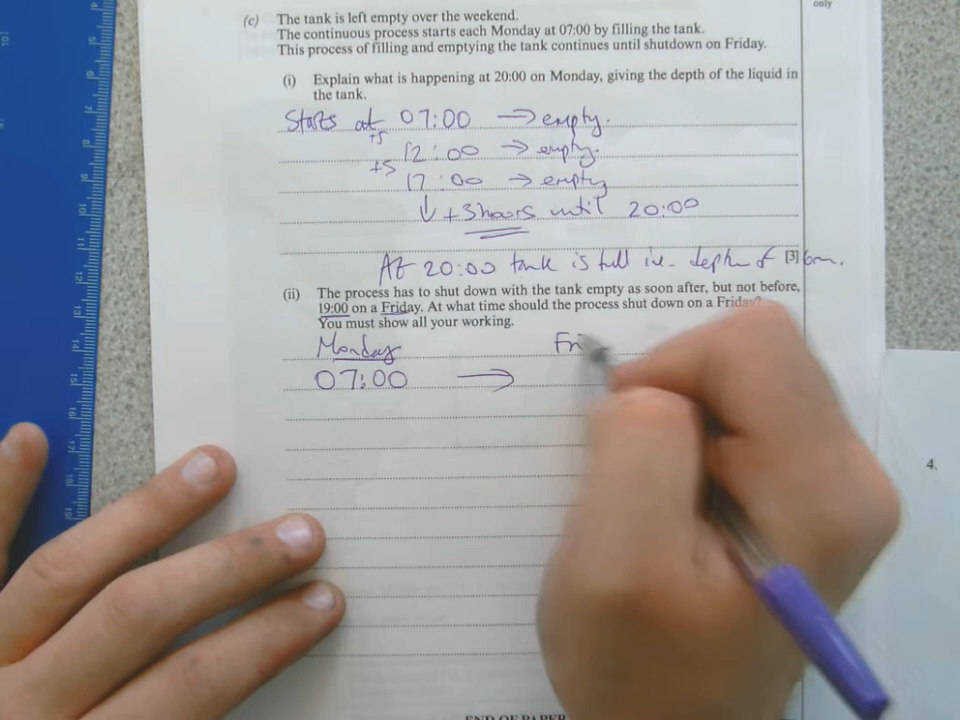 only
(c) The tank is left empty over the weekend.
The continuous process starts each Monday at 07:00 by filling the tank.
This process of filling and emptying the tank continues until shutdown on Friday.
(i) Explain what is happening at 20:00 on Monday, giving the depth of the liquid in
the tank.
Starts at 07:00 → empty.
+5 12:00 → empty.
+5 17:00 → empty
↓ +3 hours until 20:00
At 20:00 tank is full i.e. depth of [3] 6m.
(ii) The process has to shut down with the tank empty as soon after, but not before,
19:00 on a Friday. At what time should the process shut down on a Friday?
You must show all your working.
Monday Fri
07:00 →
4.
END OF PAPER